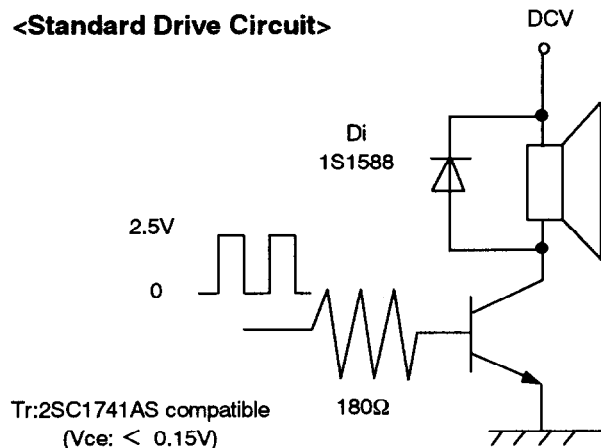 <Standard Drive Circuit>
DCV
Di
1S1588
2.5V
0
180Ω
Tr:2SC1741AS compatible
(Vce: < 0.15V)